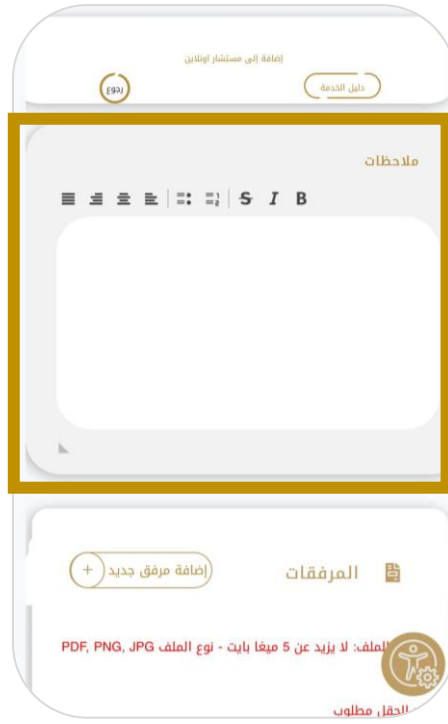 إضافة إلى مستشار اونلاين
دليل الخدمة
رجوع
ملاحظات
B I S
المرفقات
إضافة مرفق جديد +
الملف: لا يزيد عن 5 ميغا بايت - نوع الملف PDF, PNG, JPG
الحقل مطلوب